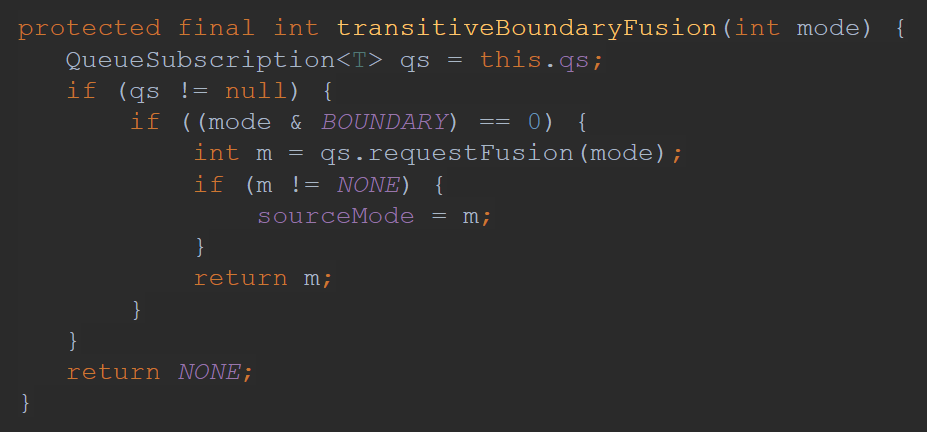 protected final int transitiveBoundaryFusion(int mode) {
    QueueSubscription<T> qs = this.qs;
    if (qs != null) {
        if ((mode & BOUNDARY) == 0) {
            int m = qs.requestFusion(mode);
            if (m != NONE) {
                sourceMode = m;
            }
            return m;
        }
    }
    return NONE;
}